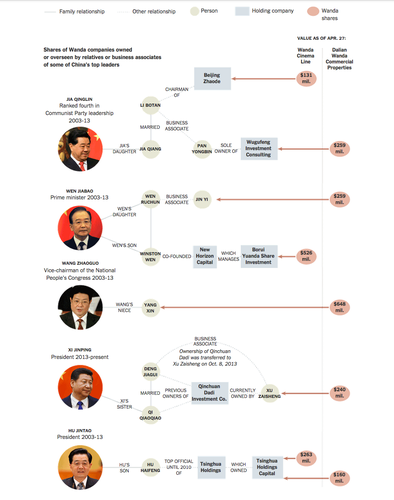 Family relationship
Other relationship
Person
Holding company
Wanda
shares
VALUE AS OF APR. 27:
Shares of Wanda companies owned
or overseen by relatives or business associates
of some of China's top leaders
Wanda
Cinema
Line
Dalian
Wanda
Commercial
Properties
CHAIRMAN
OF
Beijing
Zhaode
$131
mil.
JIA QINGLIN
Ranked fourth in
Communist Party leadership
2003-13
LI BOTAN
MARRIED
BUSINESS
ASSOCIATE
JIA'S
DAUGHTER
JIA QIANG
PAN
YONGBIN
SOLE
OWNER OF
Wugufeng
Investment
Consulting
$259
mil.
WEN JIABAO
Prime minister 2003-13
WEN
RUCHUN
BUSINESS
ASSOCIATE
JIN YI
$259
mil.
WEN'S
DAUGHTER
WEN'S SON
WINSTON
WEN
CO-FOUNDED
New
Horizon
Capital
WHICH
MANAGES
Berui
Yuanda Share
Investment
$526
mil.
WANG ZHAOGUO
Vice-chairman of the National
People's Congress 2003-13
WANG'S
NIECE
YANG
XIN
$648
mil.
BUSINESS
ASSOCIATE
Ownership of Qinchuan
Dadi was transferred to
Xu Zaisheng on Oct. 8, 2013
XI JINPING
President 2013-present
DENG
JIAGUI
MARRIED
PREVIOUS
OWNERS OF
Qinchuan
Dadi
Investment Co.
CURRENTLY
OWNED BY
XU
ZAISHENG
$240
mil.
XI'S
SISTER
QI
QIAOQIAO
HU JINTAO
President 2003-13
HU'S
SON
HU
HAIFENG
TOP OFFICIAL
UNTIL 2010
OF
Tsinghua
Holdings
WHICH
OWNED
Tsinghua
Holdings
Capital
$263
mil.
$160
mil.